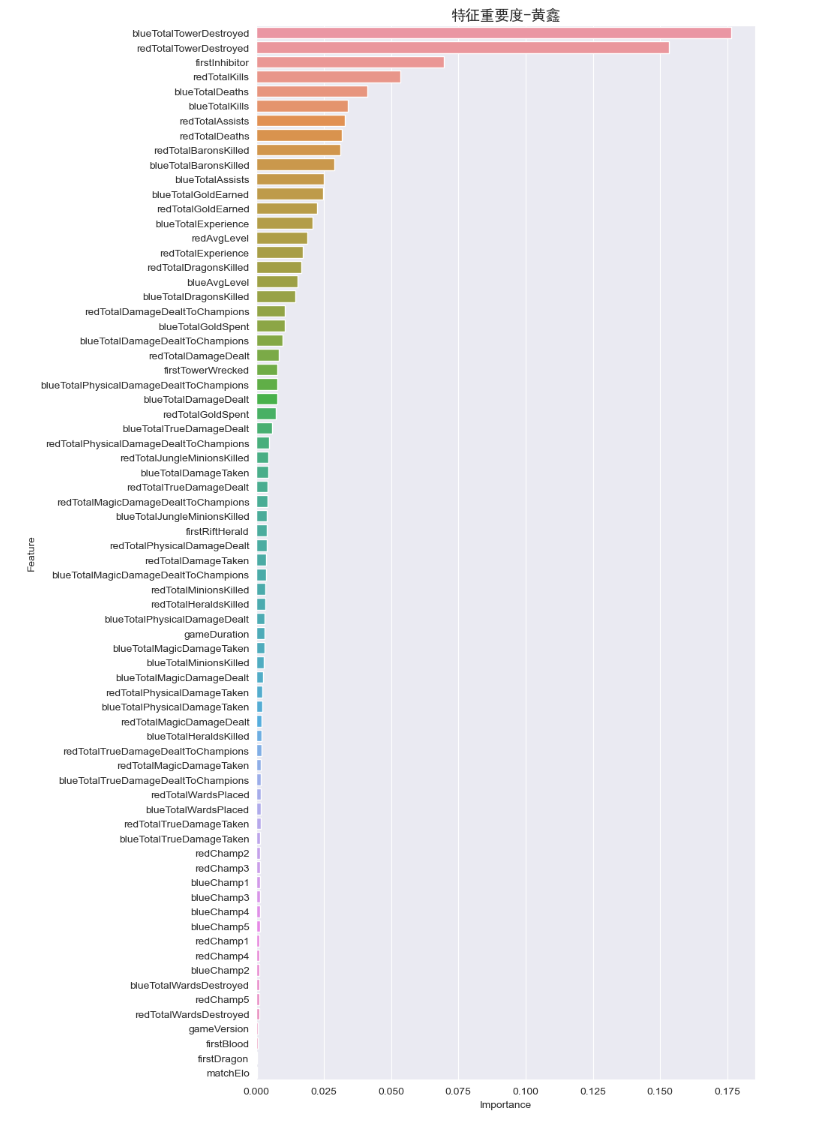 特征重要度-黄鑫
blueTotalTowerDestroyed
redTotalTowerDestroyed
firstInhibitor
redTotalKills
blueTotalDeaths
blueTotalKills
redTotalAssists
redTotalDeaths
redTotalBaronsKilled
blueTotalBaronsKilled
blueTotalAssists
blueTotalGoldEarned
redTotalGoldEarned
blueTotalExperience
redAvgLevel
redTotalExperience
redTotalDragonsKilled
blueAvgLevel
blueTotalDragonsKilled
redTotalDamageDealtToChampions
blueTotalGoldSpent
blueTotalDamageDealtToChampions
redTotalDamageDealt
firstTowerWrecked
blueTotalPhysicalDamageDealtToChampions
blueTotalDamageDealt
redTotalGoldSpent
blueTotalTrueDamageDealt
redTotalPhysicalDamageDealtToChampions
redTotalJungleMinionsKilled
blueTotalDamageTaken
redTotalTrueDamageDealt
redTotalMagicDamageDealtToChampions
blueTotalJungleMinionsKilled
firstRiftHerald
redTotalPhysicalDamageDealt
redTotalDamageTaken
blueTotalMagicDamageDealtToChampions
redTotalMinionsKilled
redTotalHeraldsKilled
blueTotalPhysicalDamageDealt
gameDuration
blueTotalMagicDamageTaken
blueTotalMinionsKilled
blueTotalMagicDamageDealt
redTotalPhysicalDamageTaken
blueTotalPhysicalDamageTaken
redTotalMagicDamageDealt
blueTotalHeraldsKilled
redTotalTrueDamageDealtToChampions
redTotalMagicDamageTaken
blueTotalTrueDamageDealtToChampions
redTotalWardsPlaced
blueTotalWardsPlaced
redTotalTrueDamageTaken
blueTotalTrueDamageTaken
redChamp2
redChamp3
blueChamp1
blueChamp3
blueChamp4
blueChamp5
redChamp1
redChamp4
blueChamp2
blueTotalWardsDestroyed
redChamp5
redTotalWardsDestroyed
gameVersion
firstBlood
firstDragon
matchElo
Feature
0.000 0.025 0.050 0.075 0.100 0.125 0.150 0.175
Importance